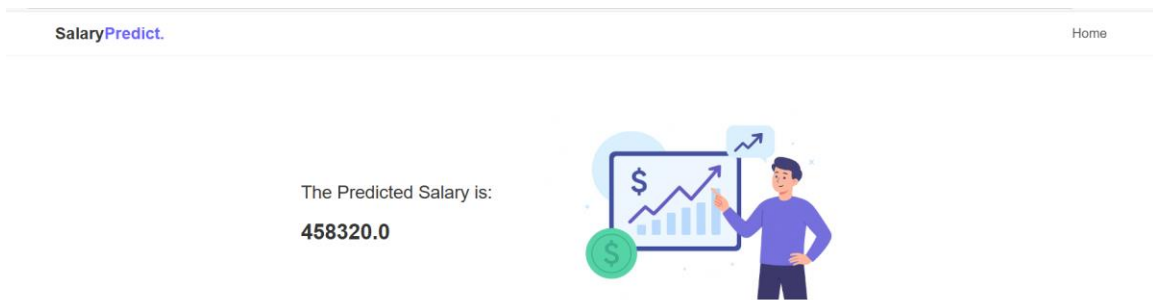 SalaryPredict.
Home
The Predicted Salary is:
458320.0
$
$